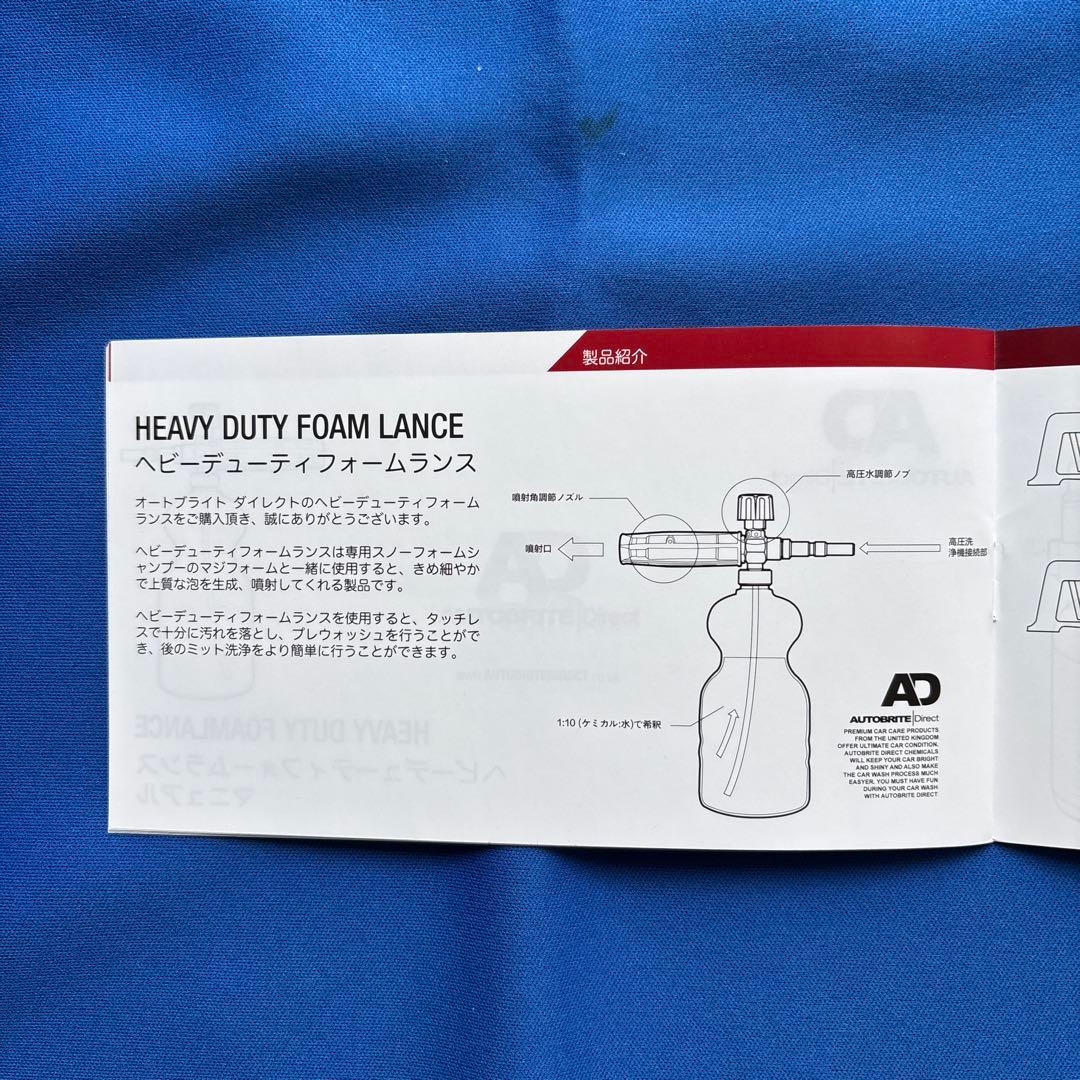 製品紹介
HEAVY DUTY FOAM LANCE
ヘビーデューティフォームランス
オートブライト ダイレクトのヘビーデューティフォーム
ランスをご購入頂き、誠にありがとうございます。
ヘビーデューティフォームランスは専用スノーフォームシ
ャンプーのマジフォームと一緒に使用すると、きめ細やか
で上質な泡を生成、噴射してくれる製品です。
ヘビーデューティフォームランスを使用すると、タッチレ
スで十分に汚れを落とし、プレウォッシュを行うことがで
き、後のミット洗浄をより簡単に行うことができます。
高圧水調節ノブ
噴射角調節ノズル
噴射口
高圧洗
浄機接続部
1:10 (ケミカル:水)で希釈
AD
AUTOBRITE|Direct
PREMIUM CAR CARE PRODUCTS
FROM THE UNITED KINGDOM
OFFER ULTIMATE CAR CONDITION.
AUTOBRITE DIRECT CHEMICALS
WILL KEEP YOUR CAR BRIGHT
AND SHINY AND ALSO MAKE
THE CAR WASH PROCESS MUCH
EASYER, YOU MUST HAVE FUN
DURING YOUR CAR WASH
WITH AUTOBRITE DIRECT